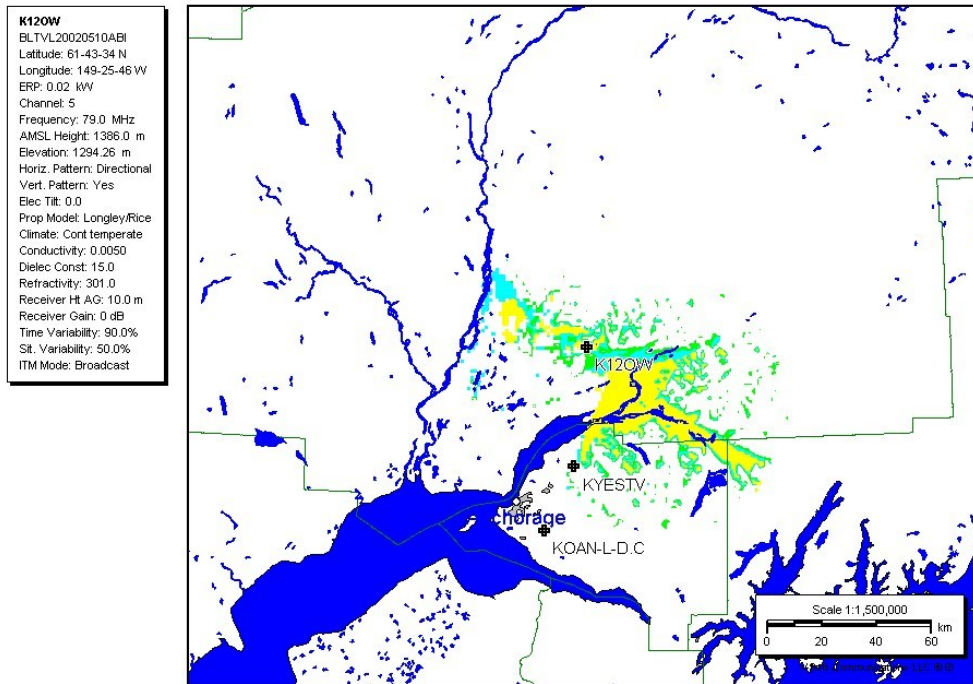 K12OW
BLTVL20020510ABI
Latitude: 61-43-34 N
Longitude: 149-25-46 W
ERP: 0.02 kW
Channel: 5
Frequency: 79.0 MHz
AMSL Height: 1386.0 m
Elevation: 1294.26 m
Horiz. Pattern: Directional
Vert. Pattern: Yes
Elec Tilt: 0.0
Prop Model: Longley/Rice
Climate: Cont temperate
Conductivity: 0.0050
Dielec Const: 15.0
Refractivity: 301.0
Receiver Ht AG: 10.0 m
Receiver Gain: 0 dB
Time Variability: 90.0%
Sit. Variability: 50.0%
ITM Mode: Broadcast
K12OW
KYESTV
chorage
KOAN-L-D.C
Scale 1:1,500,000
0 20 40 60 km